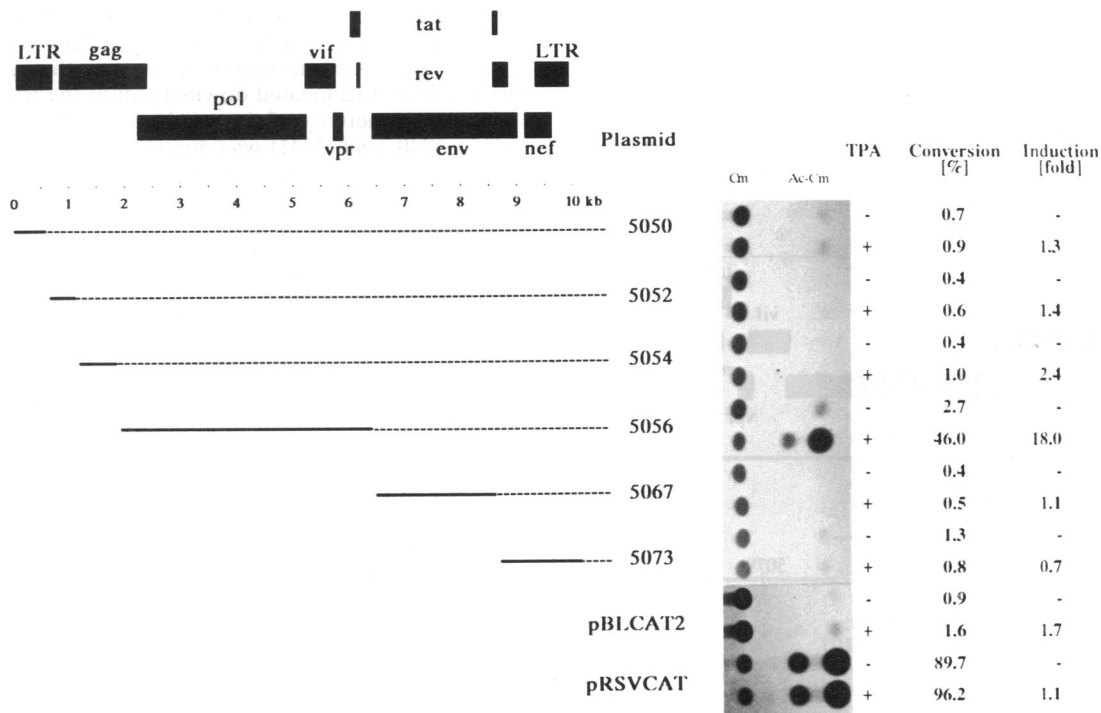 tat
LTR gag vif LTR
rev
pol
vpr env nef
Plasmid TPA Conversion Induction
[%] [fold]
Cm Ac-Cm
0 1 2 3 4 5 6 7 8 9 10 kb
- 0.7 -
5050
+ 0.9 1.3
- 0.4 -
5052
+ 0.6 1.4
- 0.4 -
5054
+ 1.0 2.4
- 2.7 -
5056
+ 46.0 18.0
- 0.4 -
5067
+ 0.5 1.1
- 1.3 -
5073
+ 0.8 0.7
- 0.9 -
pBLCAT2
+ 1.6 1.7
- 89.7 -
pRSVCAT
+ 96.2 1.1